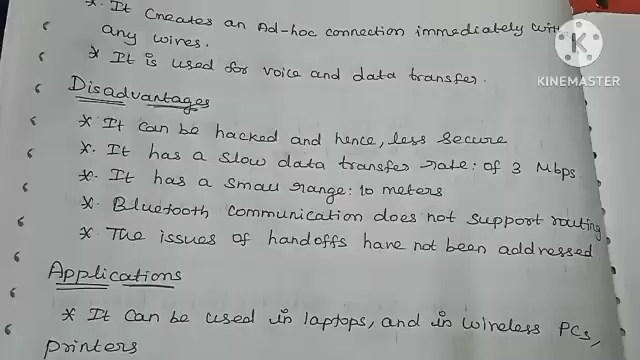 *. It Creates an Ad-hoc connection immediately with
any wires.
* It is used for voice and data transfer.
K
KINEMASTER
Disadvantages
* It can be hacked and hence, less secure
*. It has a slow data transfer rate: of 3 Mbps.
*. It has a small range: 10 meters
*. Bluetooth communication does not support routing
* The issues of handoffs have not been addressed
Applications
* It can be used in laptops, and in wireless PCs,
printers